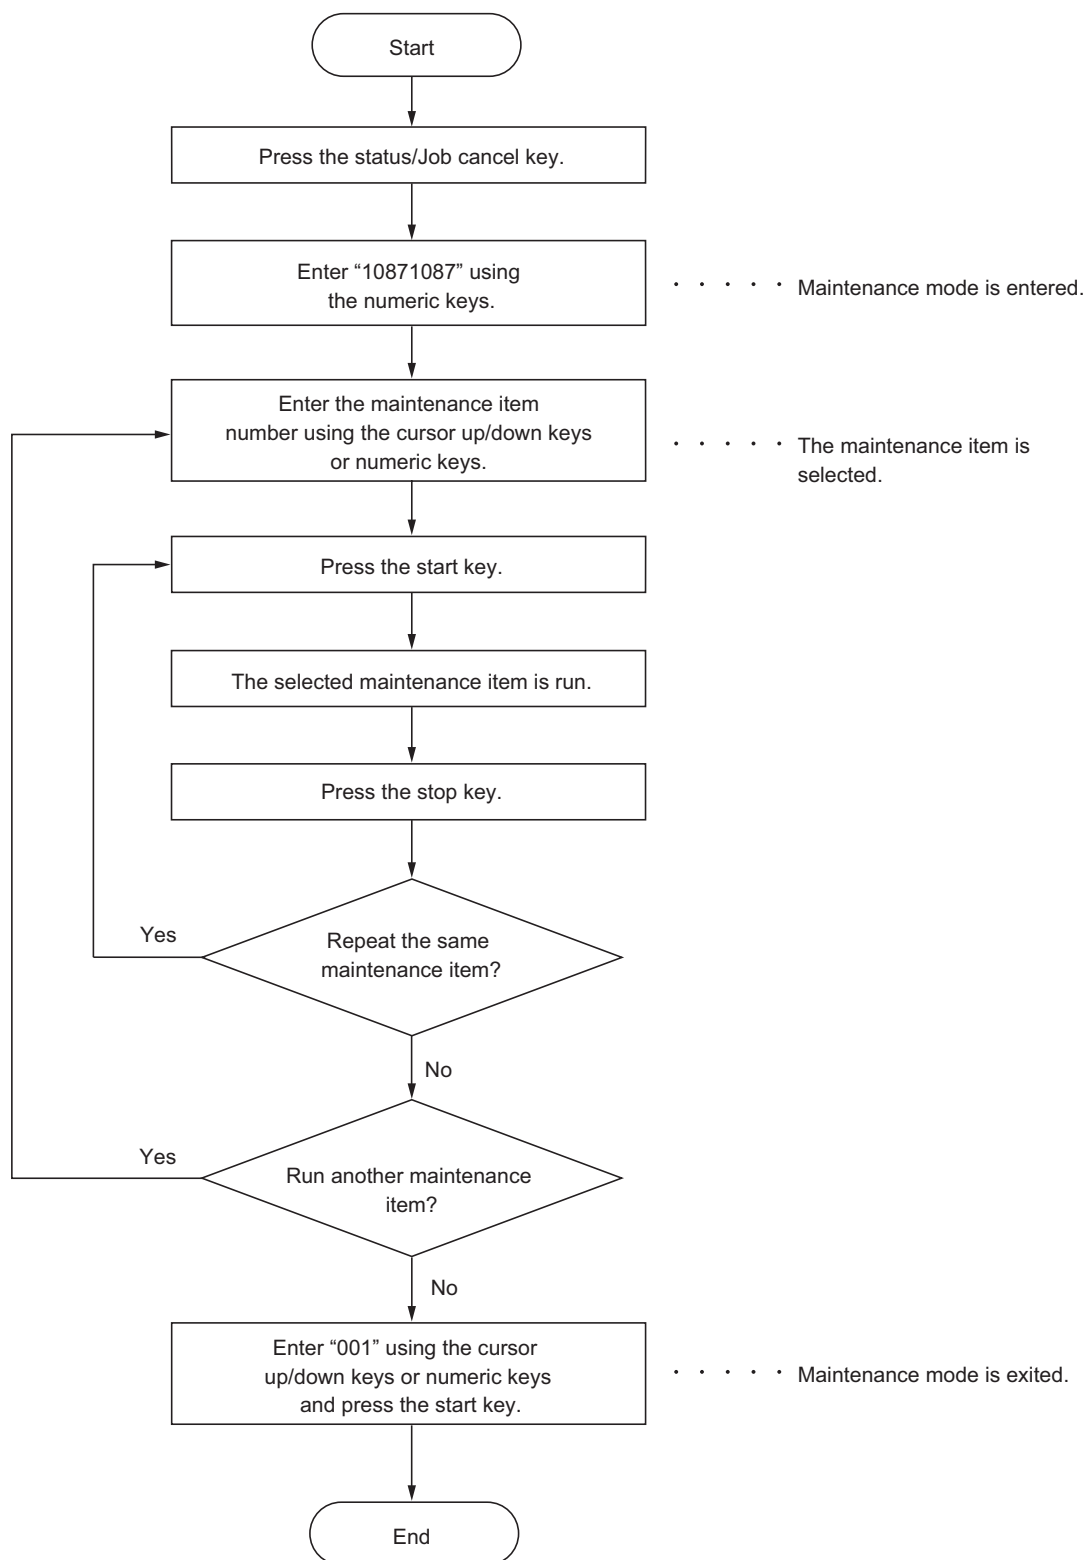 Start
Press the status/Job cancel key.
Enter “10871087” using
the numeric keys.
Maintenance mode is entered.
Enter the maintenance item
number using the cursor up/down keys
or numeric keys.
The maintenance item is
selected.
Press the start key.
The selected maintenance item is run.
Press the stop key.
Yes
Repeat the same
maintenance item?
No
Yes
Run another maintenance
item?
No
Enter “001” using the cursor
up/down keys or numeric keys
and press the start key.
Maintenance mode is exited.
End